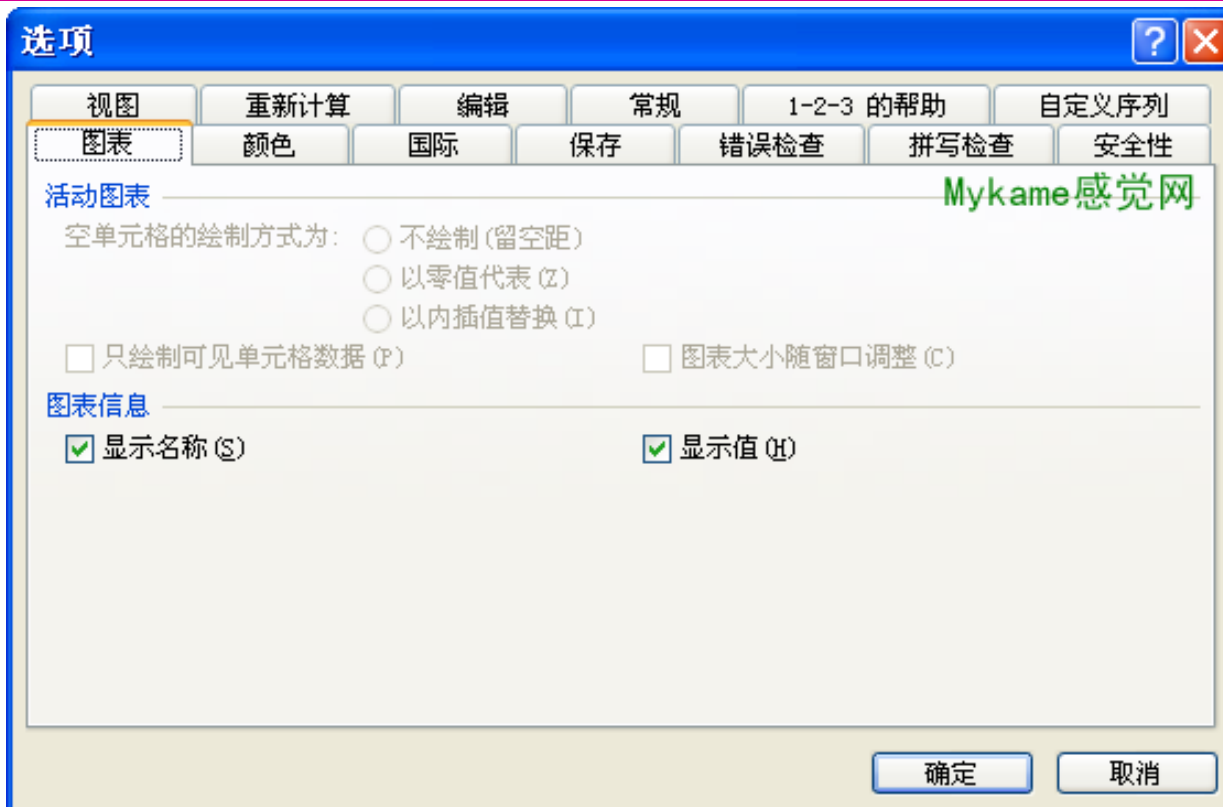 选项
视图 重新计算 编辑 常规 1-2-3 的帮助 自定义序列
图表 颜色 国际 保存 错误检查 拼写检查 安全性
Mykame感觉网
活动图表
空单元格的绘制方式为: 不绘制(留空距)
以零值代表(Z)
以内插值替换(I)
只绘制可见单元格数据(P) 图表大小随窗口调整(C)
图表信息
显示名称(S) 显示值(H)
确定 取消